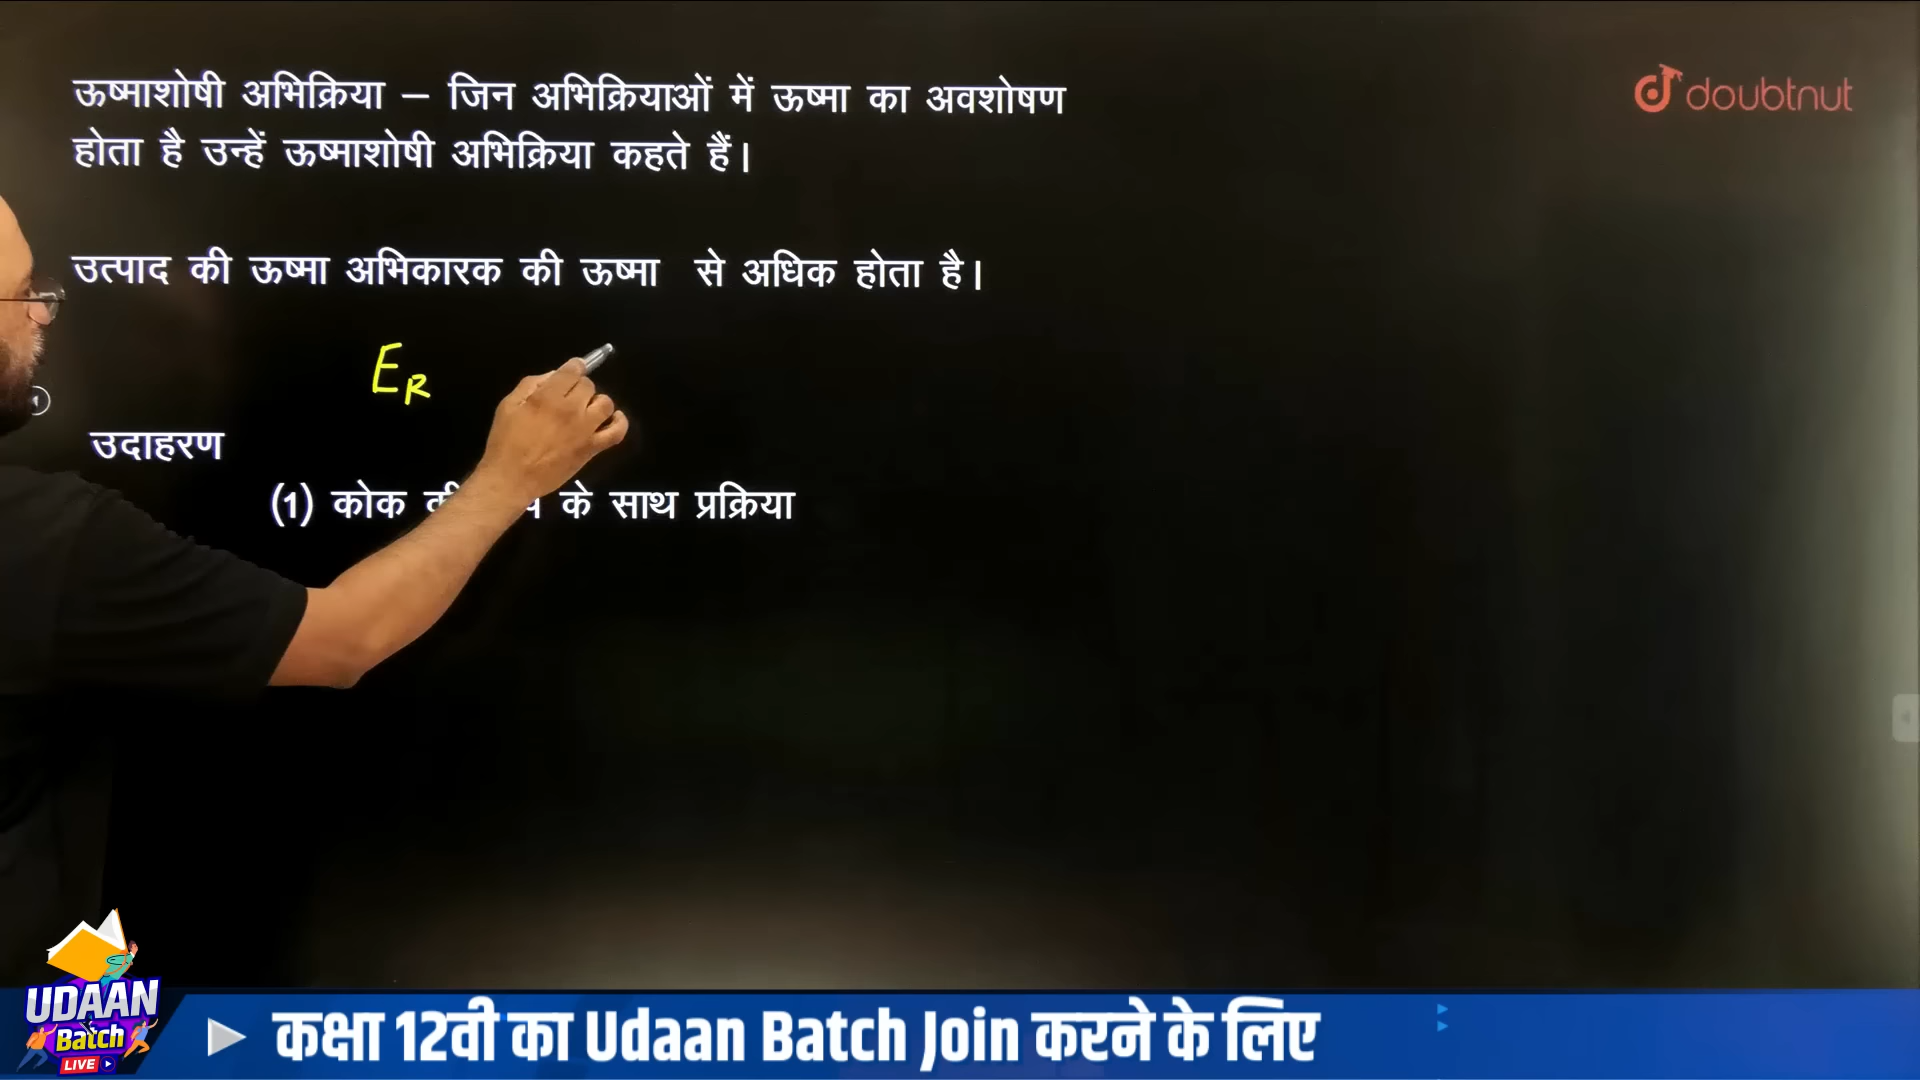 ऊष्माशोषी अभिक्रिया – जिन अभिक्रियाओं में ऊष्मा का अवशोषण
doubtnut
होता है उन्हें ऊष्माशोषी अभिक्रिया कहते हैं।
उत्पाद की ऊष्मा अभिकारक की ऊष्मा से अधिक होता है।
E_R
उदाहरण
(1) कोक के साथ प्रक्रिया
UDAAN
Batch
LIVE
कक्षा 12वी का Udaan Batch Join करने के लिए